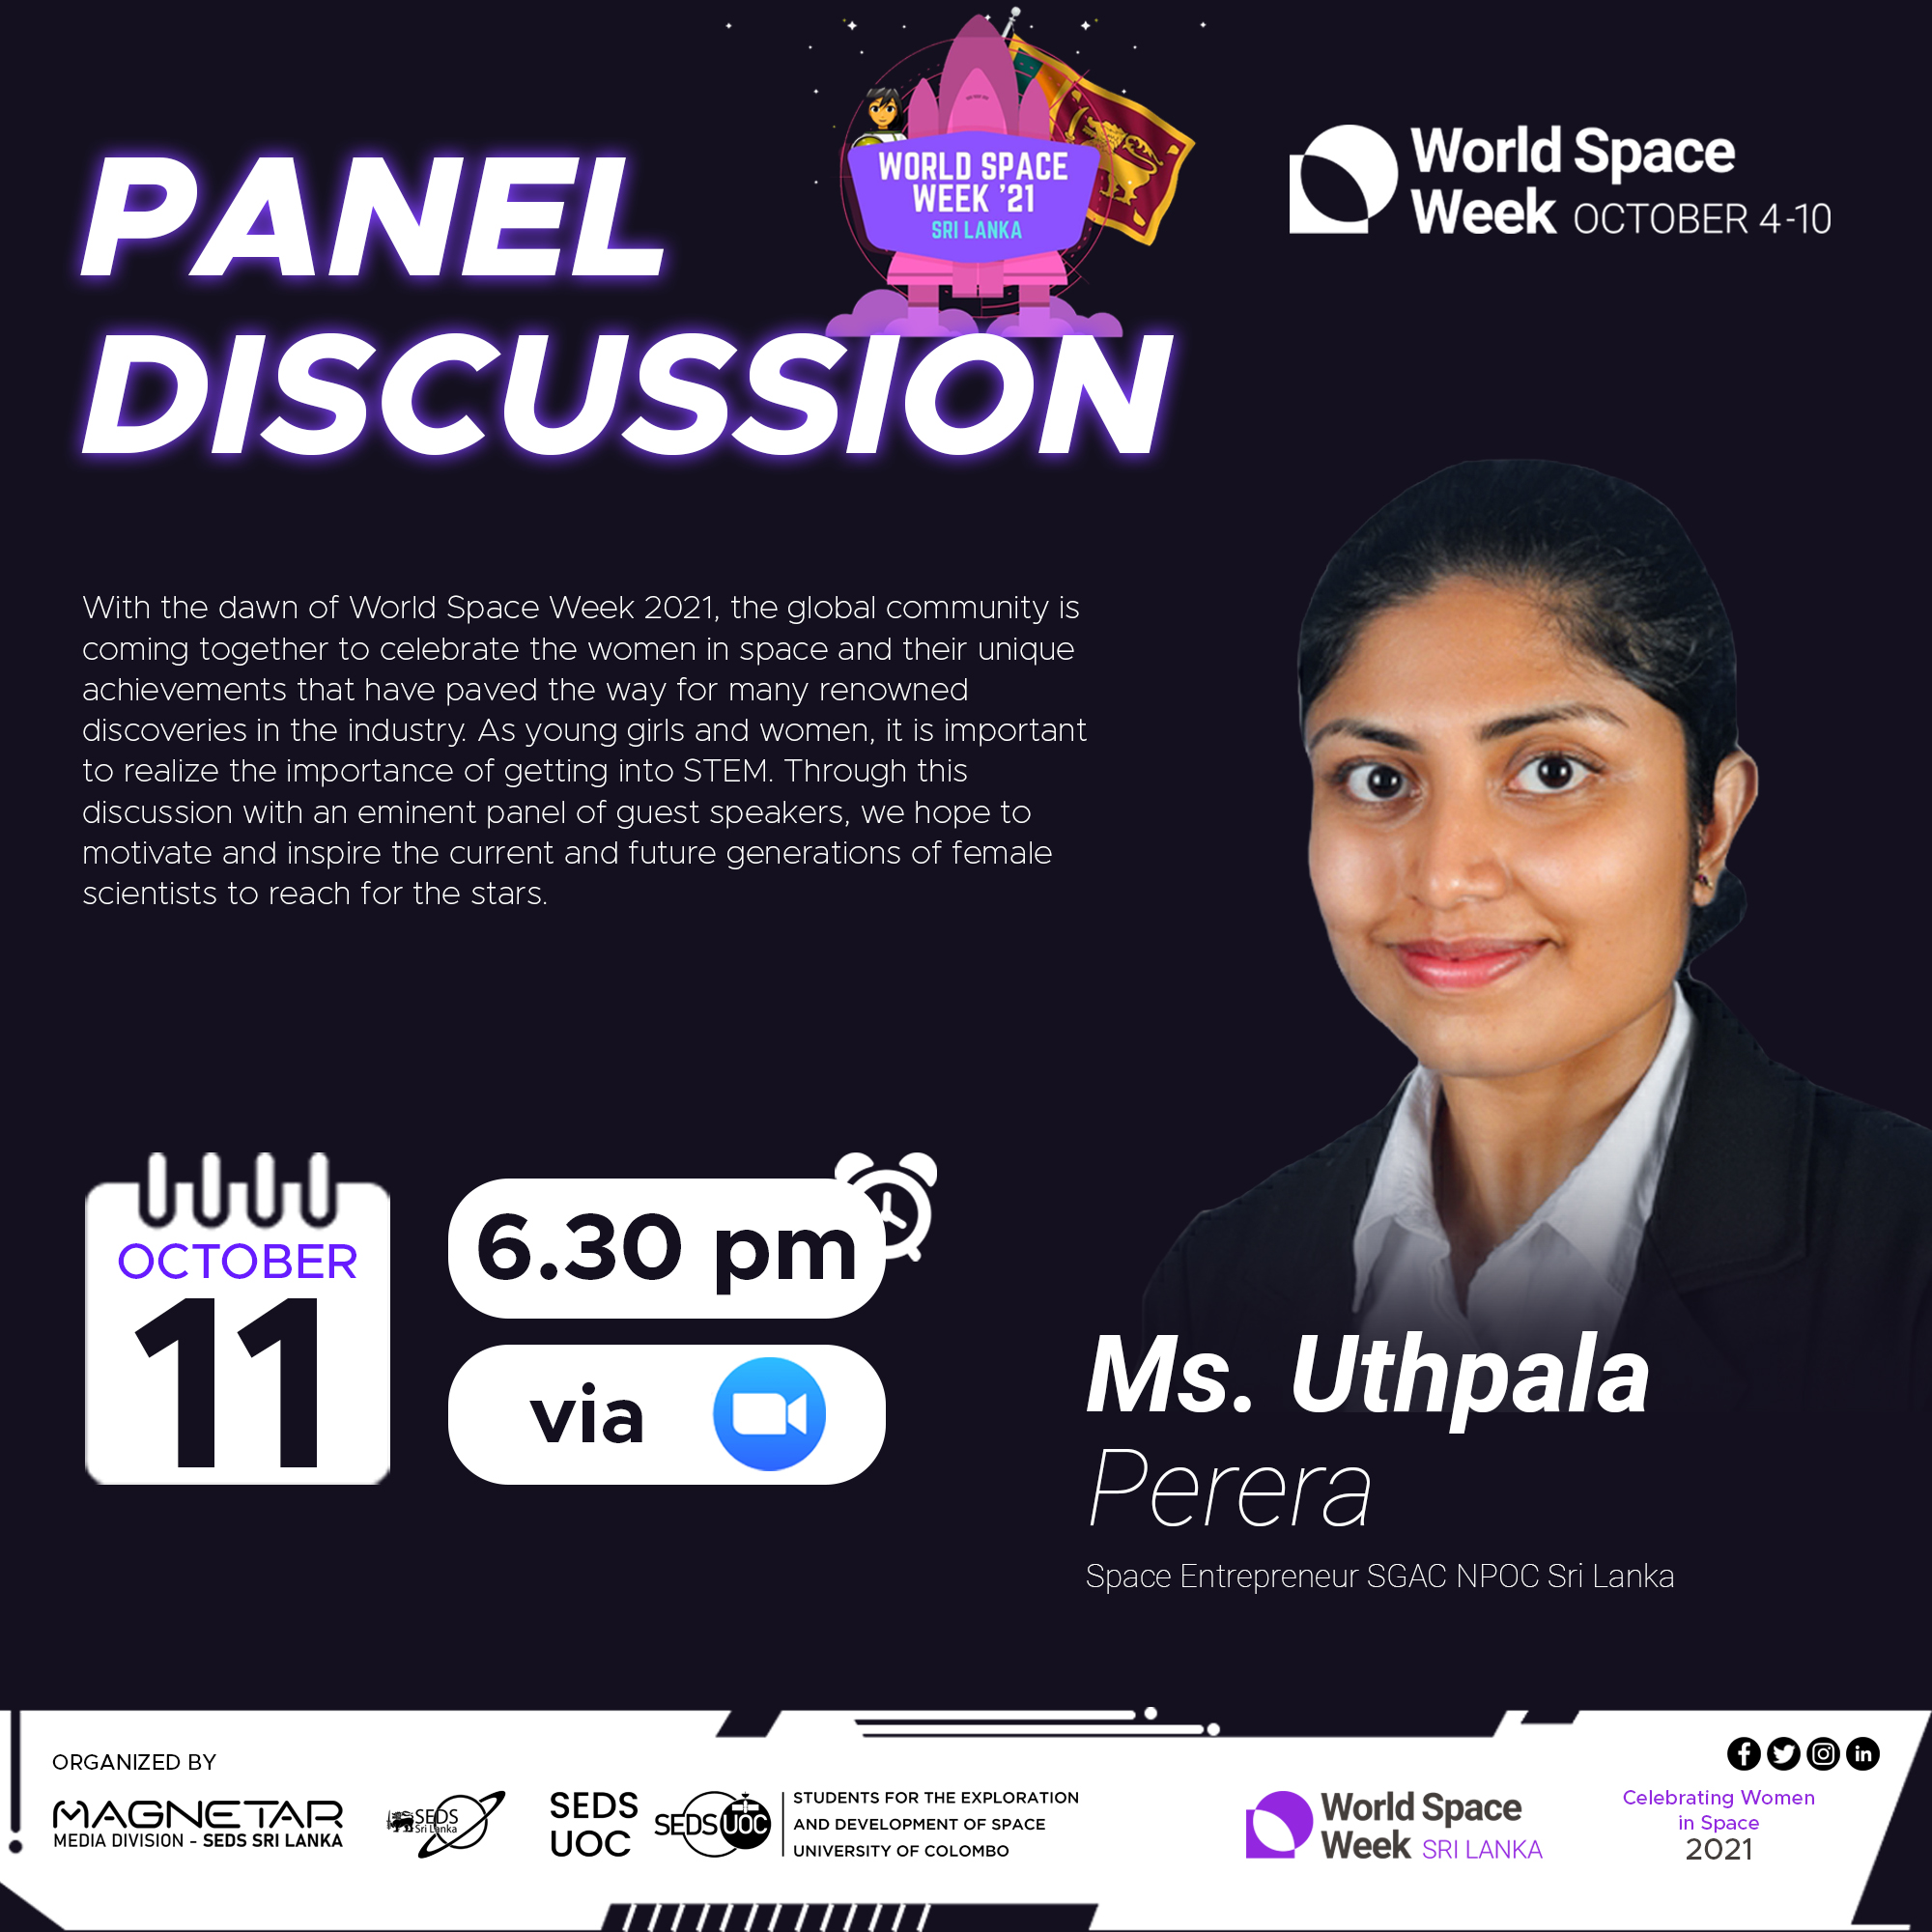 WORLD SPACE
WEEK '21
SRI LANKA
World Space
Week OCTOBER 4-10
PANEL
DISCUSSION
With the dawn of World Space Week 2021, the global community is
coming together to celebrate the women in space and their unique
achievements that have paved the way for many renowned
discoveries in the industry. As young girls and women, it is important
to realize the importance of getting into STEM. Through this
discussion with an eminent panel of guest speakers, we hope to
motivate and inspire the current and future generations of female
scientists to reach for the stars.
OCTOBER
11
6.30 pm
via
Ms. Uthpala
Perera
Space Entrepreneur SGAC NPOC Sri Lanka
ORGANIZED BY
MAGNETAR
MEDIA DIVISION - SEDS SRI LANKA
SEDS
Sri Lanka
SEDS
UOC
SEDS UOC
STUDENTS FOR THE EXPLORATION
AND DEVELOPMENT OF SPACE
UNIVERSITY OF COLOMBO
World Space
Week SRI LANKA
Celebrating Women
in Space
2021